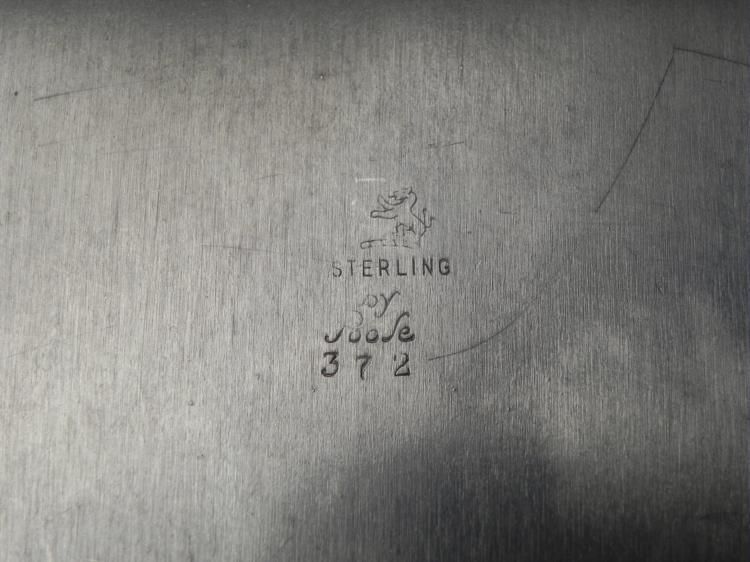 STERLING
by
Poole
372